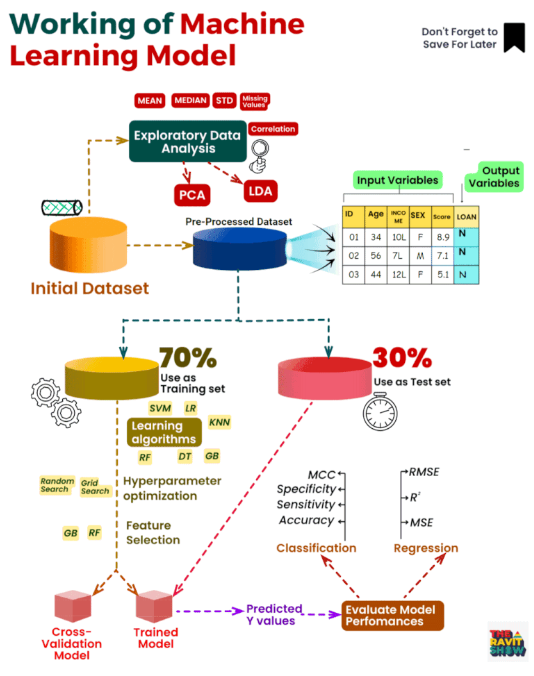 Working of Machine
Learning Model
Don't Forget to
Save For Later
MEAN
MEDIAN
STD
Missing
Values
Exploratory Data
Analysis
Correlation
PCA
LDA
Initial Dataset
Pre-Processed Dataset
Input Variables
Output
Variables
ID Age INCO SEX Score LOAN
ME
01 34 10L F 8.9 N
02 56 7L M 7.1 N
03 44 12L F 5.1 N
70%
Use as
Training set
30%
Use as Test set
SVM
LR
KNN
Learning
algorithms
RF
DT
GB
Random
Search
Grid
Search
Hyperparameter
optimization
GB
RF
Feature
Selection
MCC
Specificity
Sensitivity
Accuracy
Classification
RMSE
R²
MSE
Regression
Cross-
Validation
Model
Trained
Model
Predicted
Y values
Evaluate Model
Perfomances
THE
RAVIT
SHOW